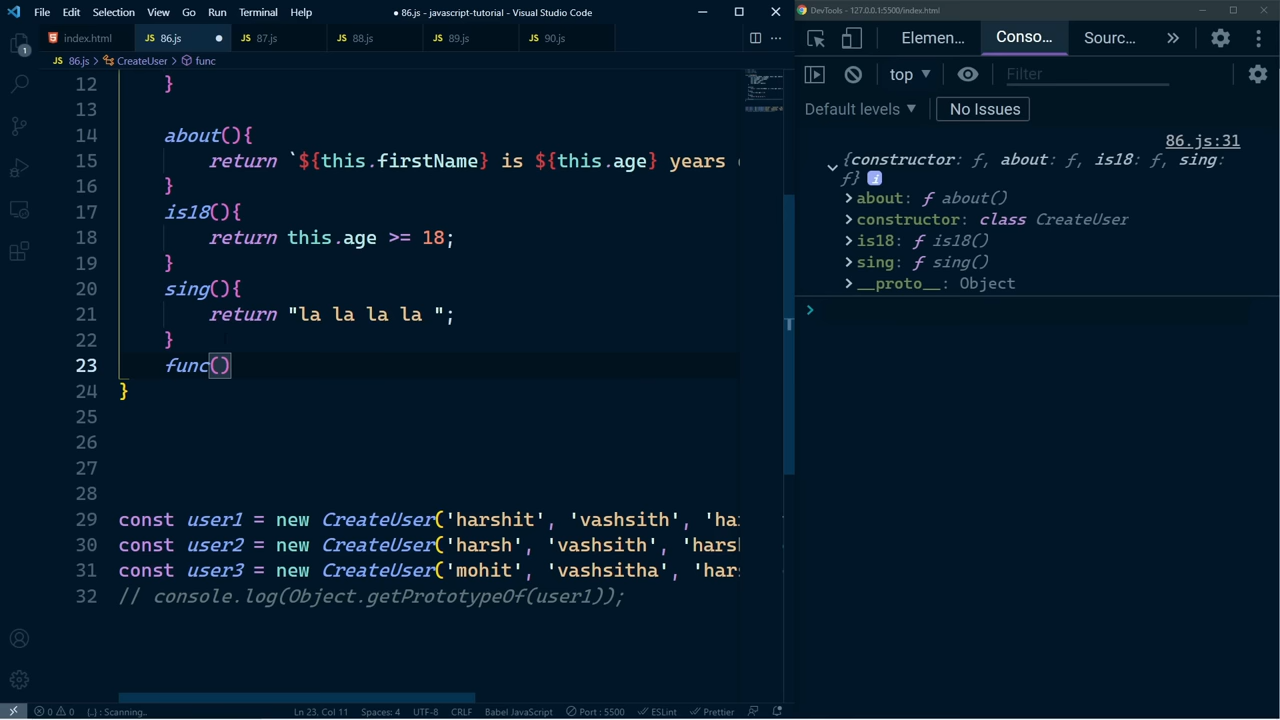 File Edit Selection View Go Run Terminal Help ● 86.js - javascript-tutorial - Visual Studio Code
DevTools - 127.0.0.1:5500/index.html
index.html JS 86.js JS 87.js JS 88.js JS 89.js JS 90.js
Elemen... Conso... Sourc...
JS 86.js > CreateUser > func
top Filter
Default levels No Issues
12 }
13
14 about(){
15 return `${this.firstName} is ${this.age} years
16 }
17 is18(){
18 return this.age >= 18;
19 }
20 sing(){
21 return "la la la la ";
22 }
23 func()
24 }
25
26
27
28
29 const user1 = new CreateUser('harshit', 'vashsith', 'ha
30 const user2 = new CreateUser('harsh', 'vashsith', 'harsh
31 const user3 = new CreateUser('mohit', 'vashsitha', 'hars
32 // console.log(Object.getPrototypeOf(user1));
86.js:31
{constructor: ƒ, about: ƒ, is18: ƒ, sing:
ƒ} i
about: ƒ about()
constructor: class CreateUser
is18: ƒ is18()
sing: ƒ sing()
__proto__: Object
>
1
0 0 {..} : Scanning.. Ln 23, Col 11 Spaces: 4 UTF-8 CRLF Babel JavaScript Port : 5500 ESLint Prettier